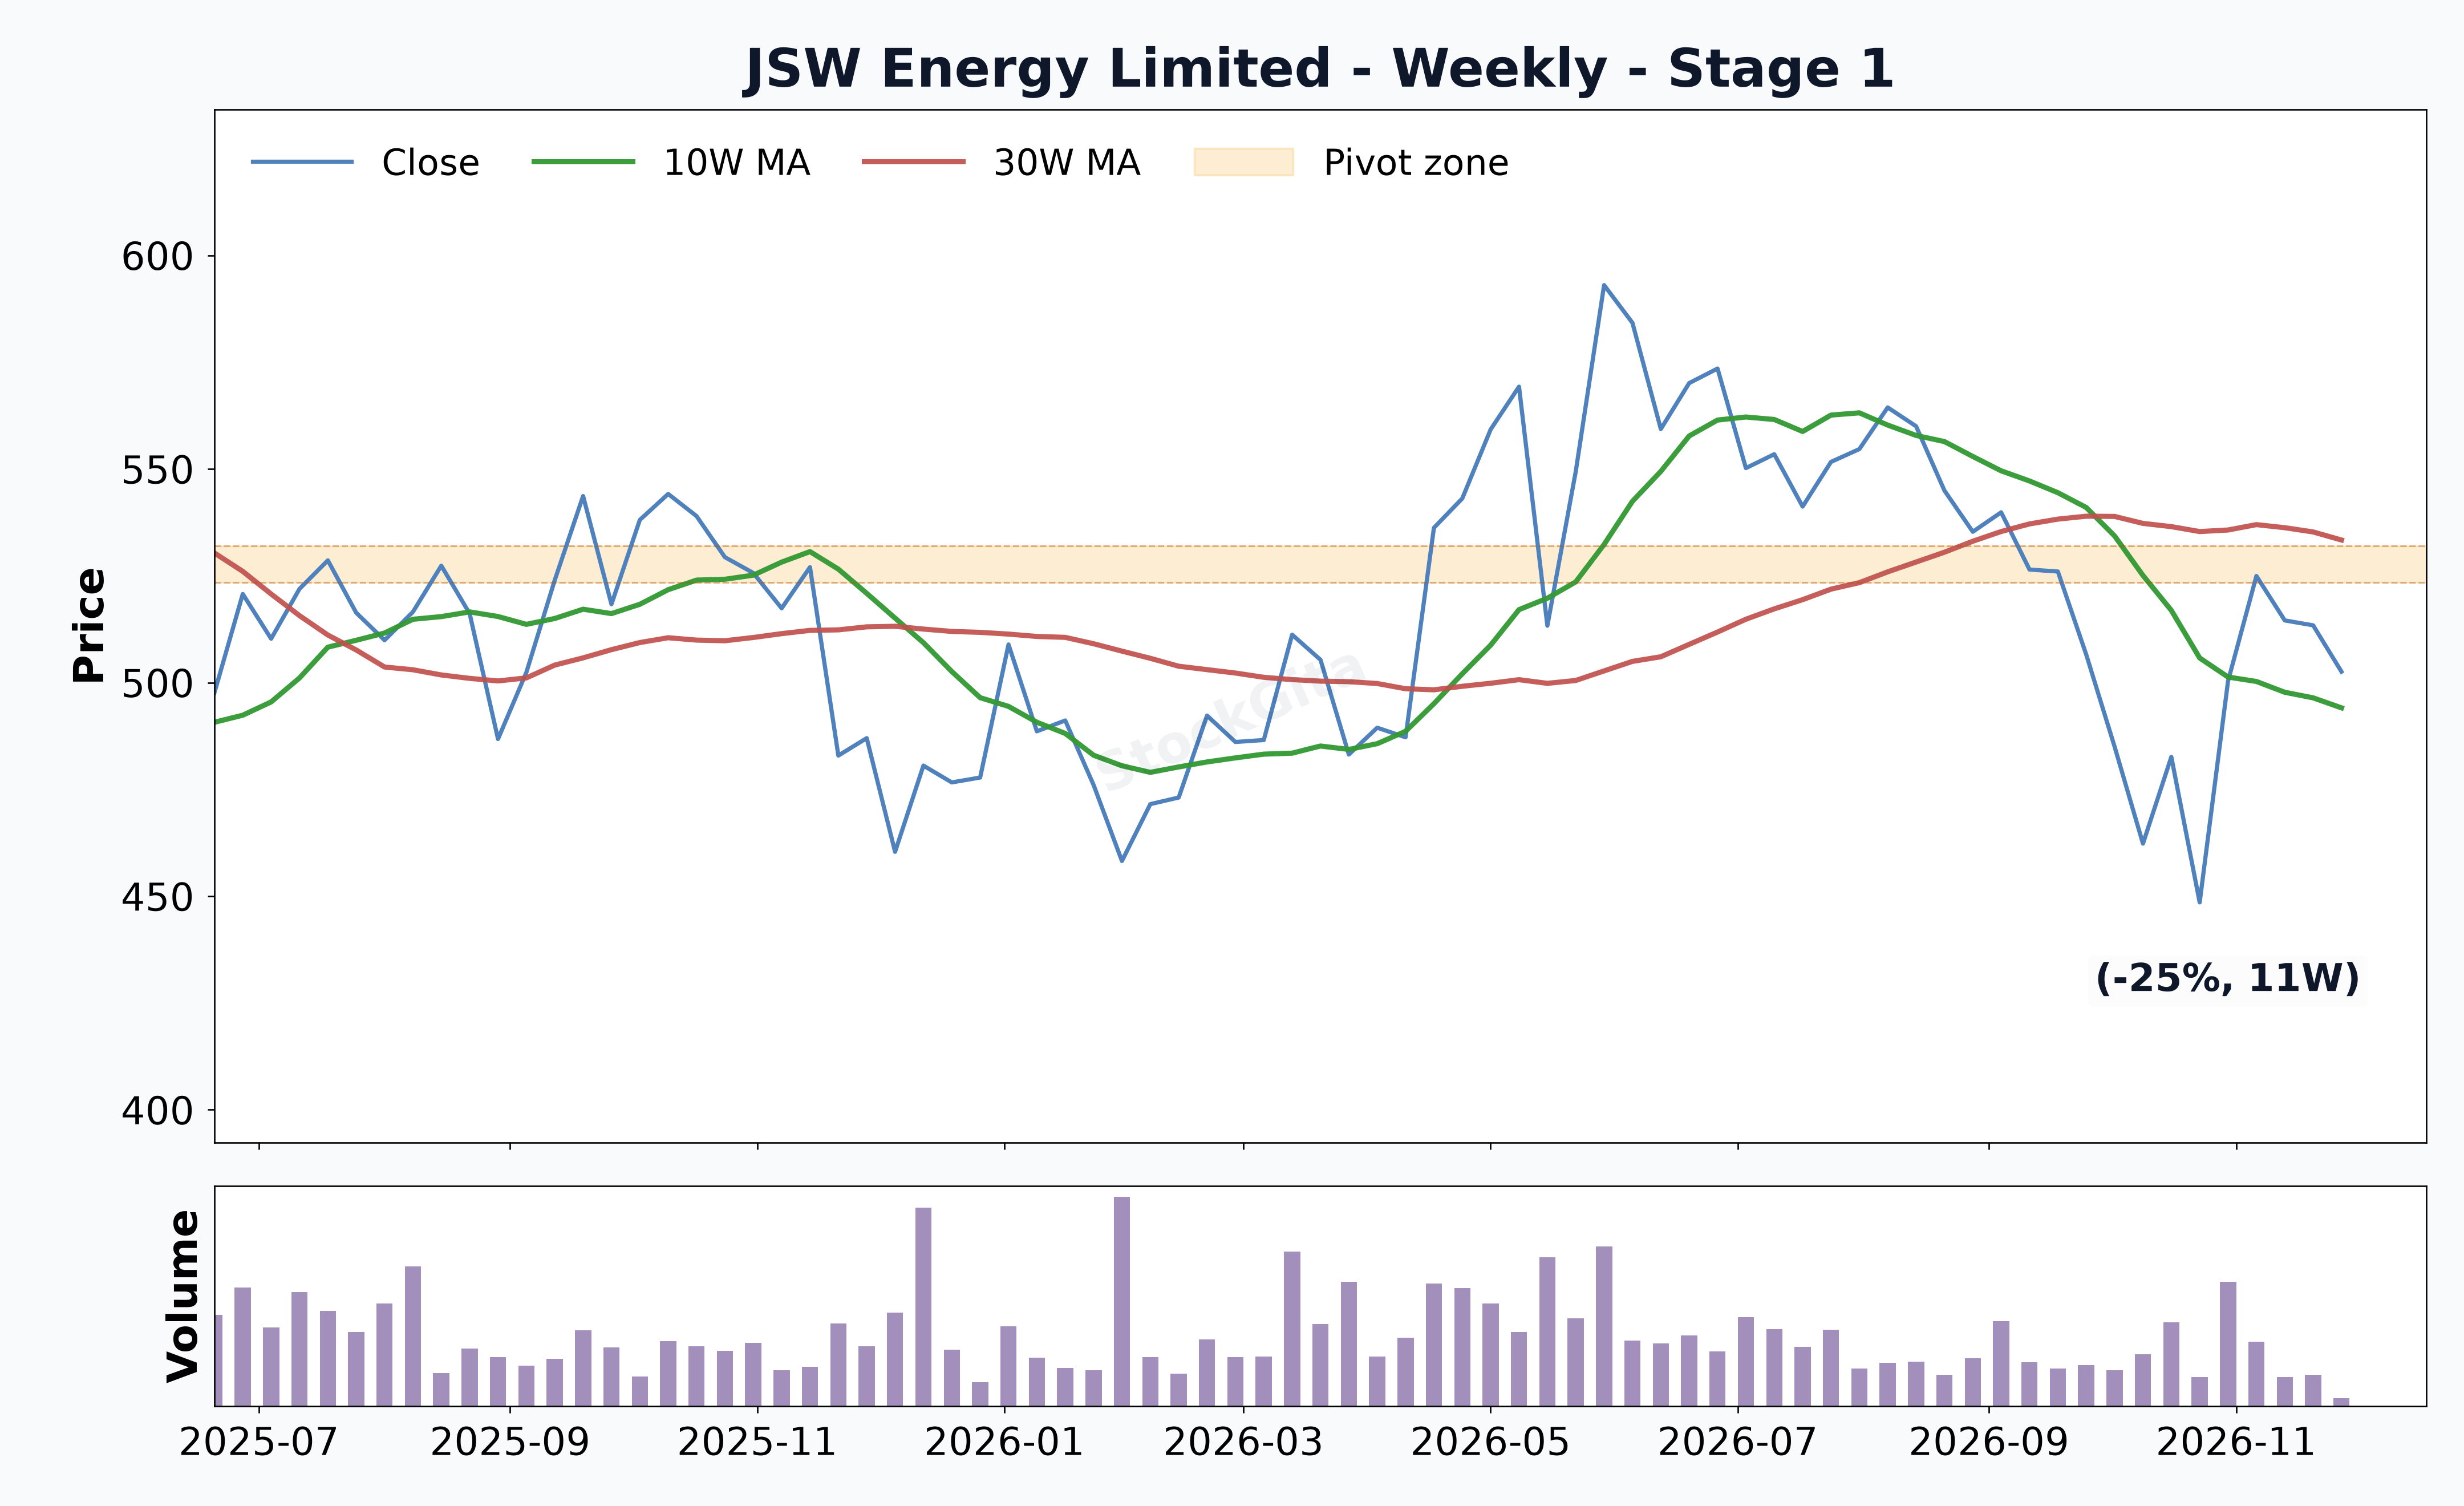 JSW Energy Limited - Weekly - Stage 1
Close 10W MA 30W MA Pivot zone
Price
600
550
500
450
400
StockGita
(-25%, 11W)
Volume
2025-07 2025-09 2025-11 2026-01 2026-03 2026-05 2026-07 2026-09 2026-11